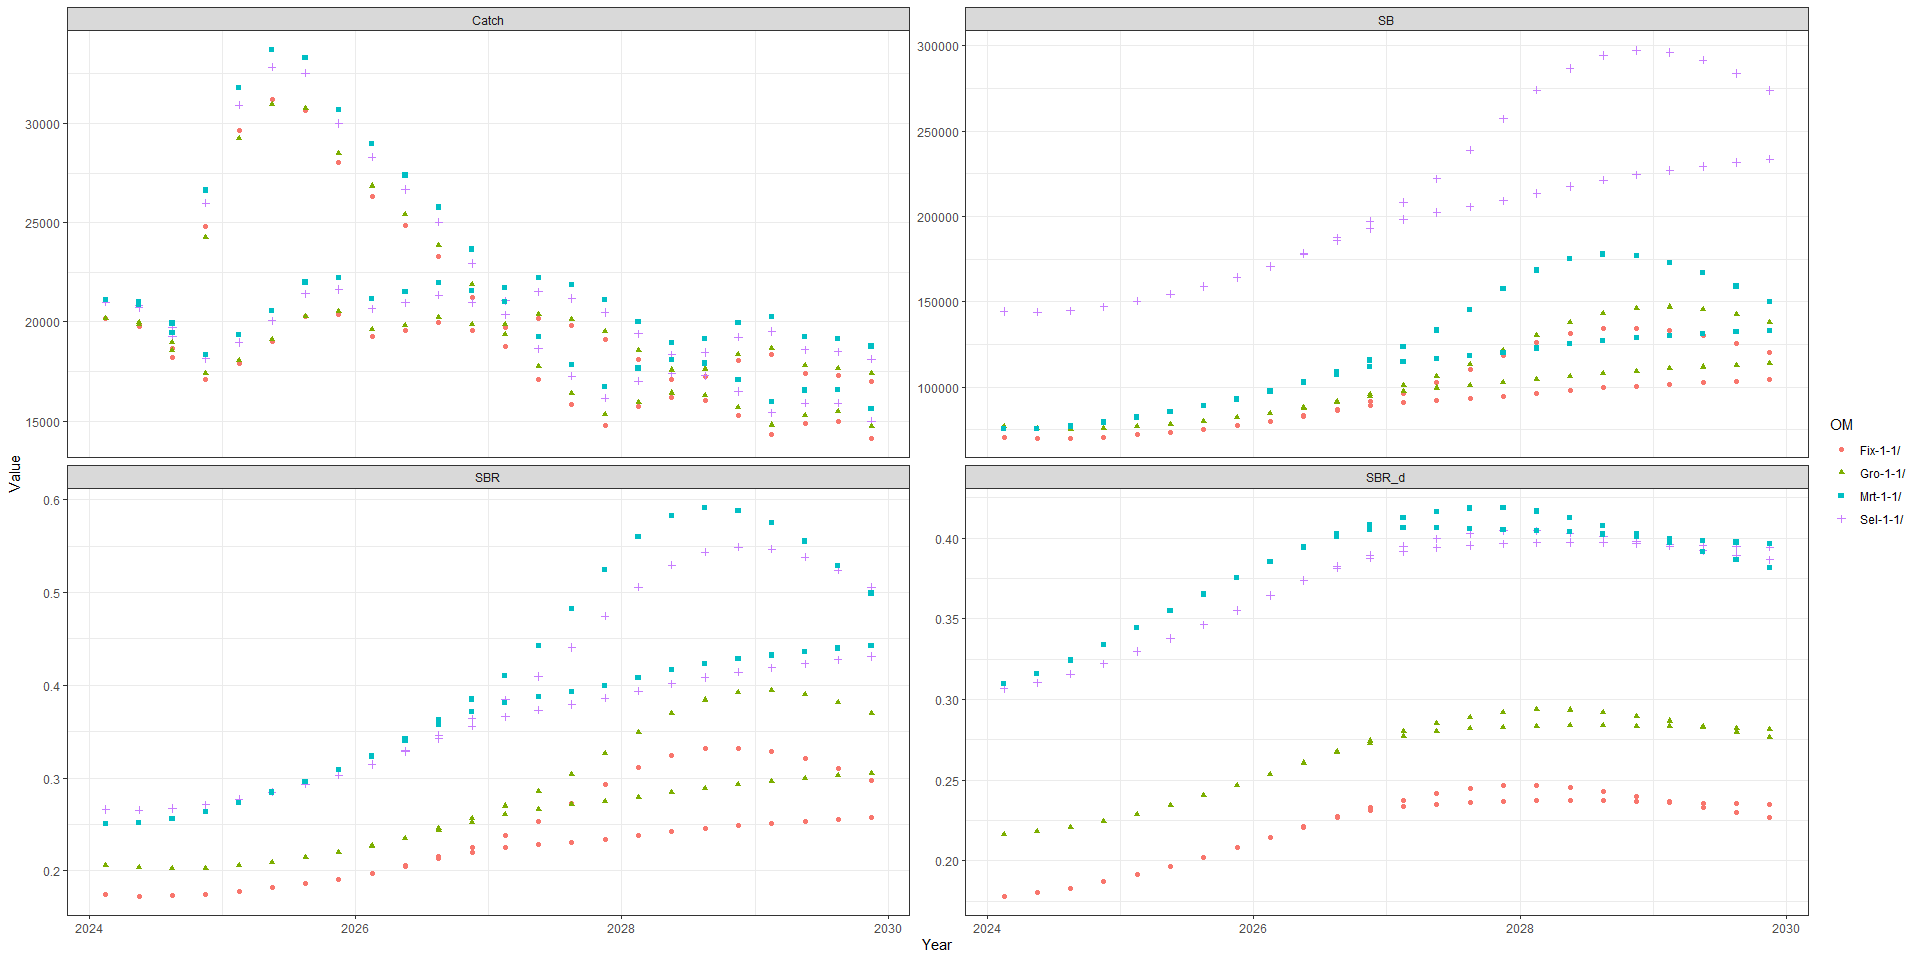 Catch
SB
30000
25000
20000
15000
300000
250000
200000
150000
100000
SBR
SBR_d
0.6
0.5
0.4
0.3
0.2
0.40
0.35
0.30
0.25
0.20
2024
2026
2028
2030
2024
2026
2028
2030
Value
Year
OM
Fix-1-1/
Gro-1-1/
Mrt-1-1/
Sel-1-1/